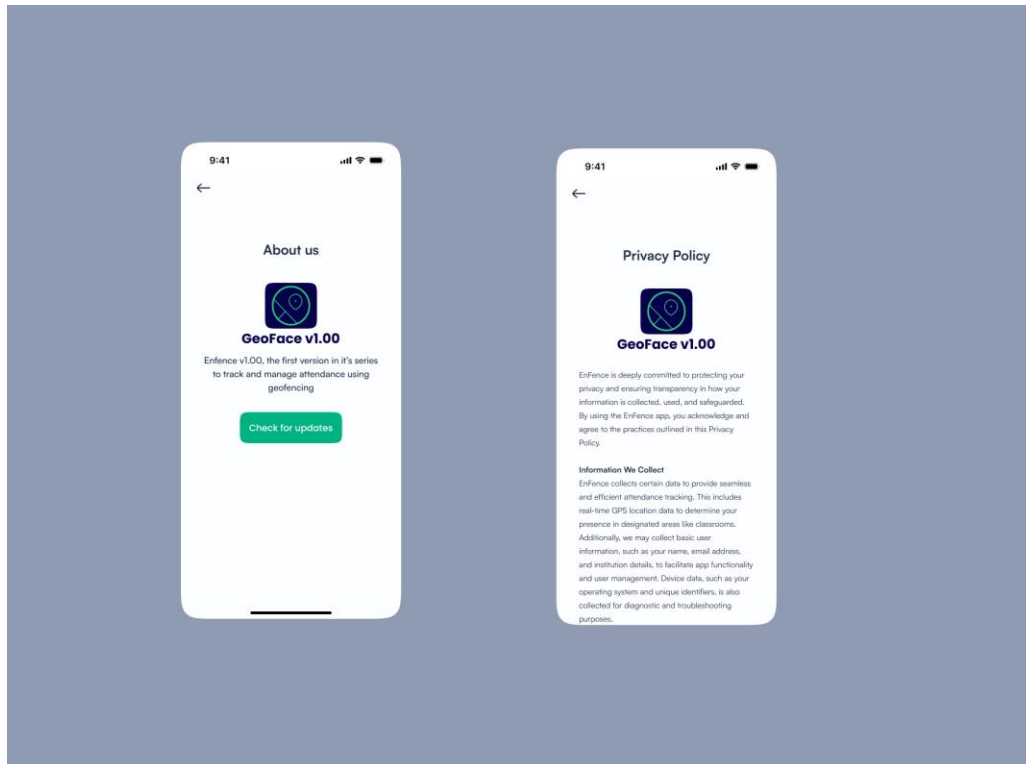 9:41
About us
GeoFace v1.00
Enfence v1.00, the first version in it's series
to track and manage attendance using
geofencing
Check for updates
9:41
Privacy Policy
GeoFace v1.00
EnFence is deeply committed to protecting your
privacy and ensuring transparency in how your
information is collected, used, and safeguarded.
By using the EnFence app, you acknowledge and
agree to the practices outlined in this Privacy
Policy.
Information We Collect
EnFence collects certain data to provide seamless
and efficient attendance tracking. This includes
real-time GPS location data to determine your
presence in designated areas like classrooms.
Additionally, we may collect basic user
information, such as your name, email address,
and institution details, to facilitate app functionality
and user management. Device data, such as your
operating system and unique identifiers, is also
collected for diagnostic and troubleshooting
purposes.